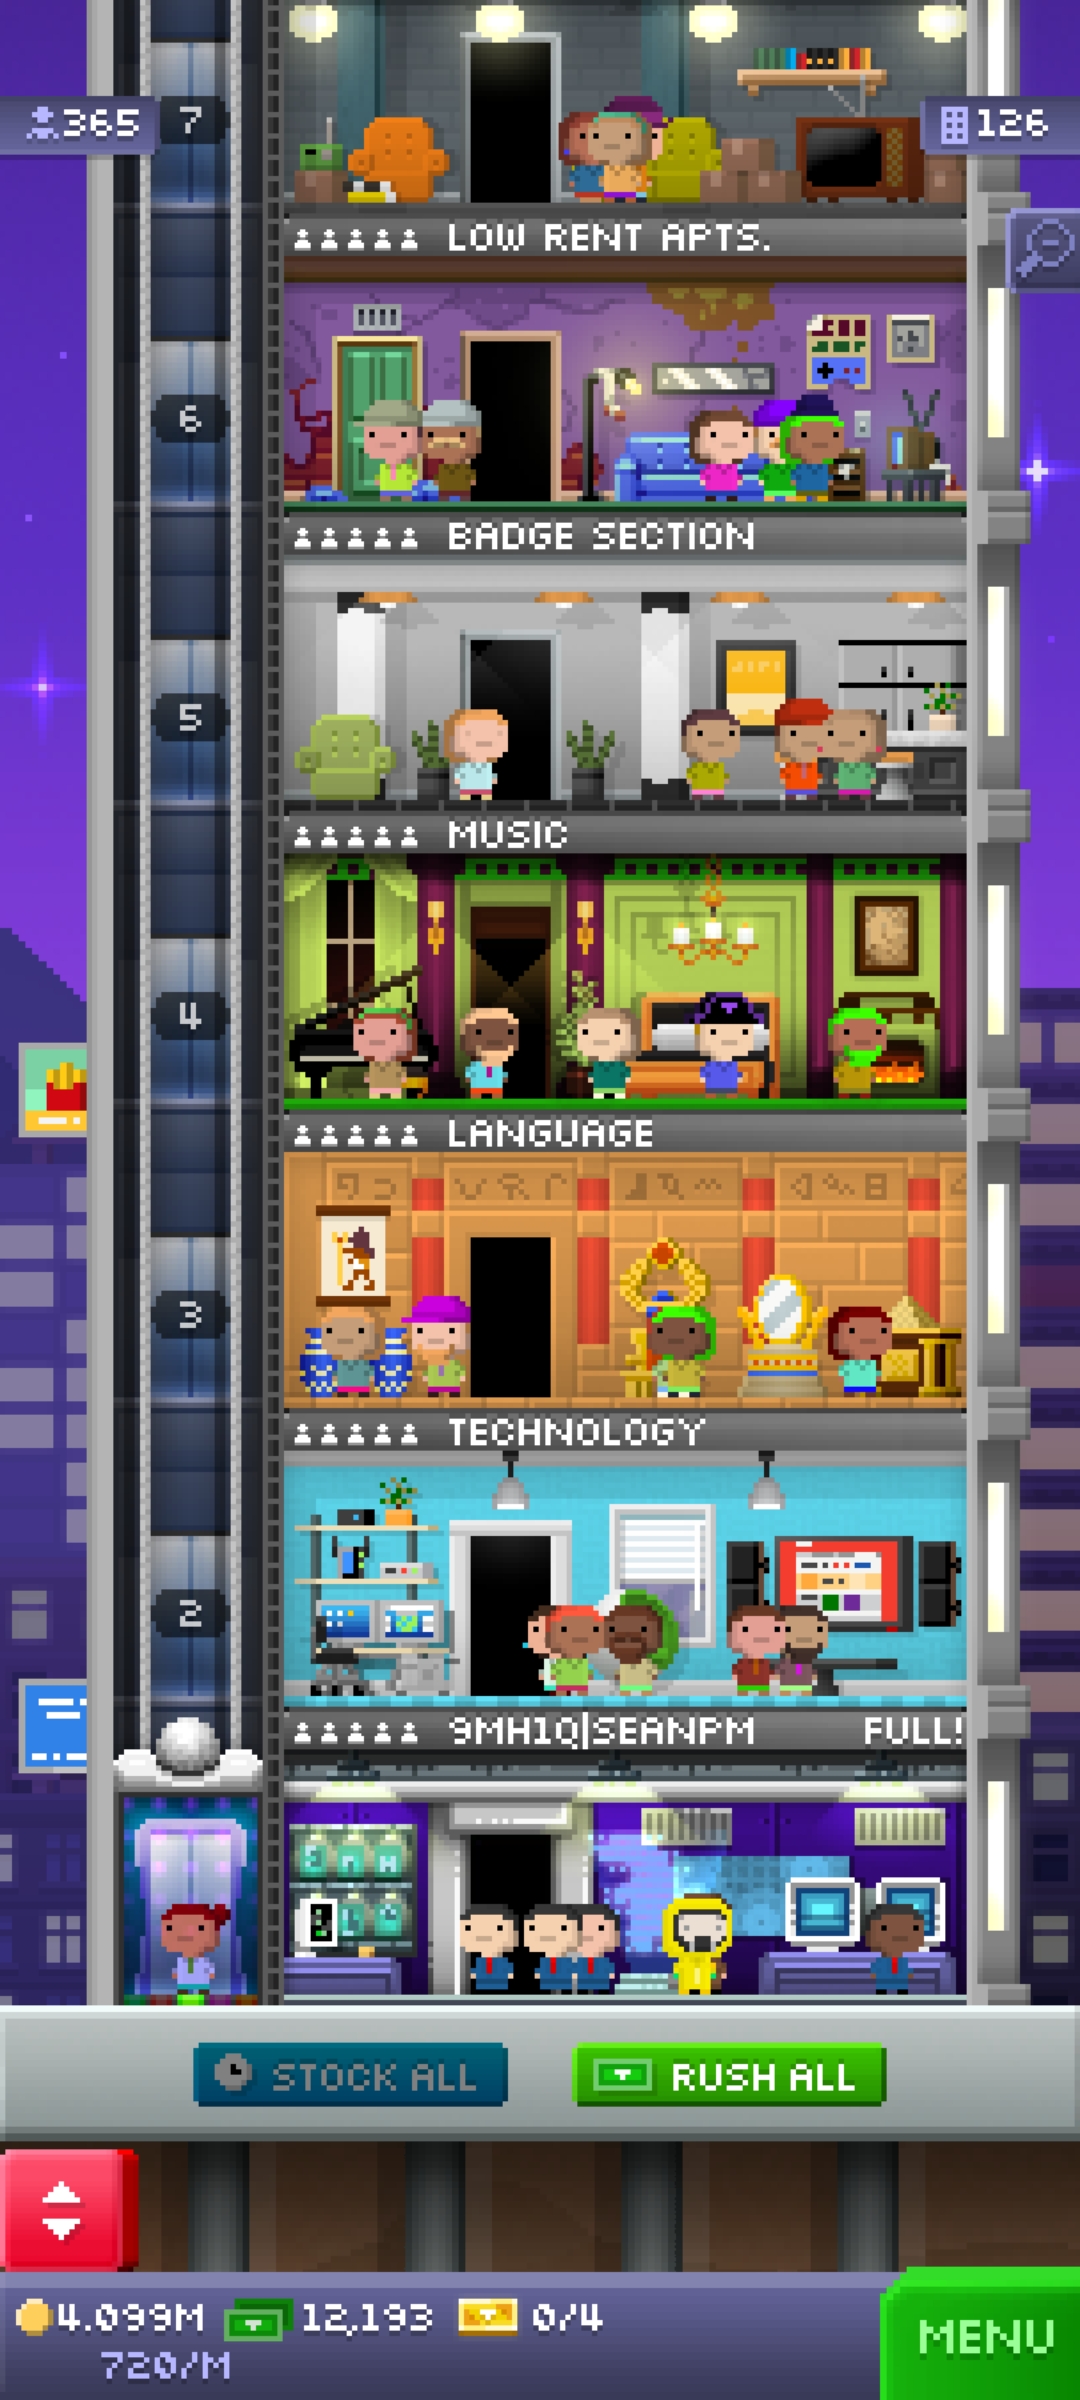 7
365
126
LOW RENT APTS.
6
BADGE SECTION
5
MUSIC
4
LANGUAGE
3
TECHNOLOGY
2
9MH1Q|SEANPM FULL!
STOCK ALL
RUSH ALL
4.099M 12,193 0/4
720/M
MENU